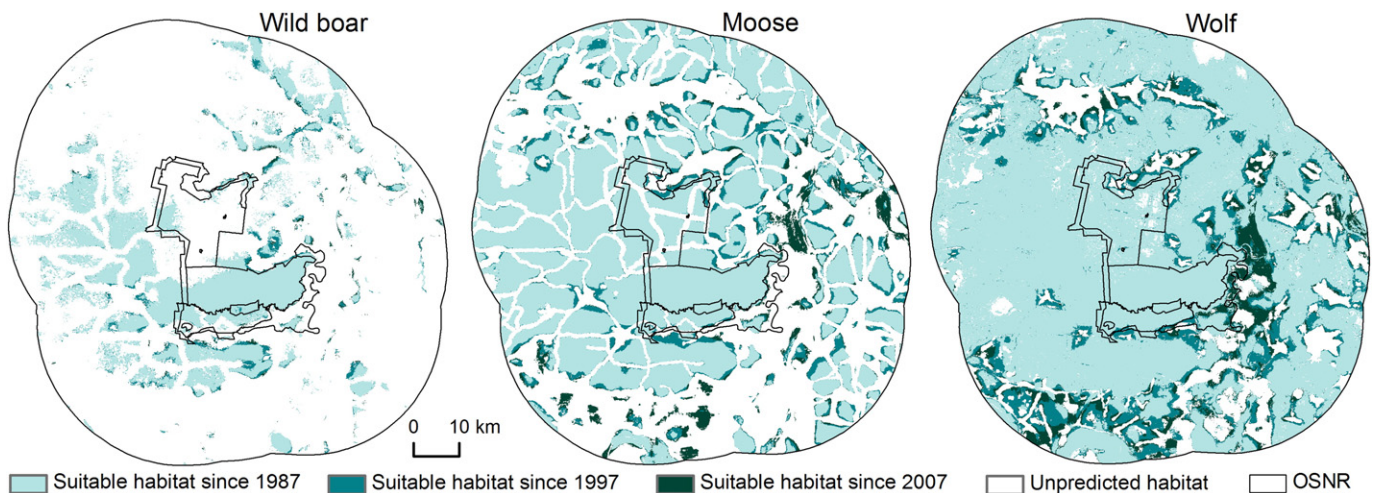 Wild boar
Moose
Wolf
0 10 km
Suitable habitat since 1987
Suitable habitat since 1997
Suitable habitat since 2007
Unpredicted habitat
OSNR